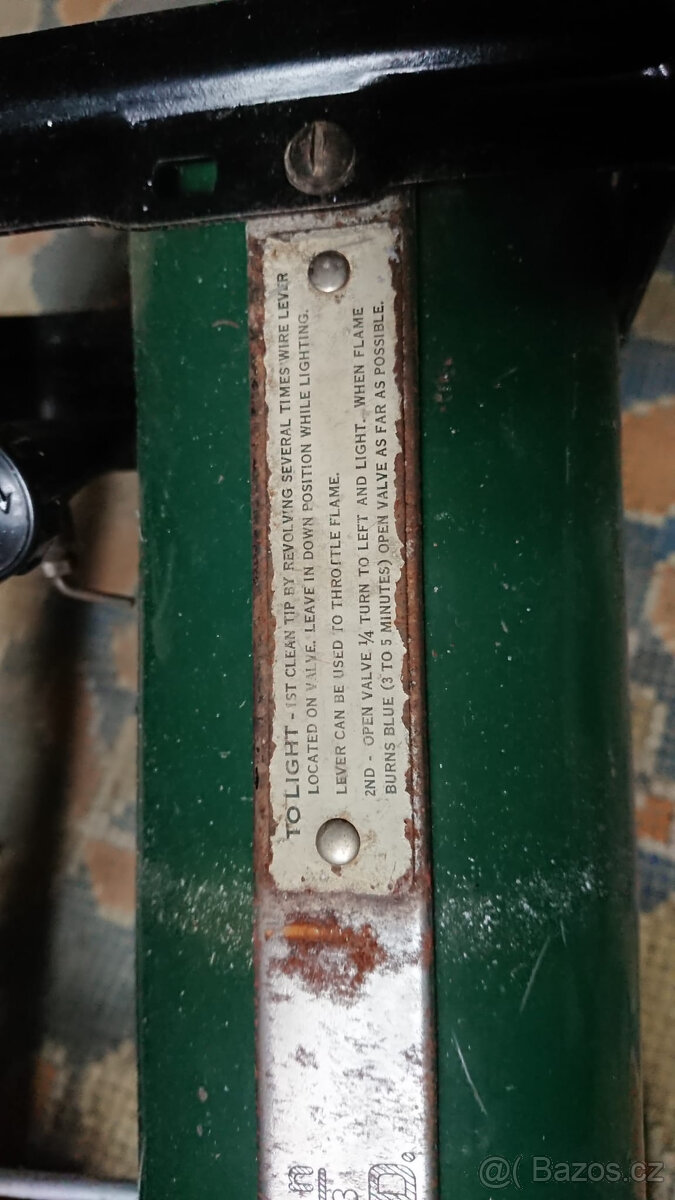 TO LIGHT - 1ST CLEAN TIP BY REVOLVING SEVERAL TIMES WIRE LEVER
LOCATED ON VALVE. LEAVE IN DOWN POSITION WHILE LIGHTING.
LEVER CAN BE USED TO THROTTLE FLAME.
2ND - OPEN VALVE 1/4 TURN TO LEFT AND LIGHT. WHEN FLAME
BURNS BLUE (3 TO 5 MINUTES) OPEN VALVE AS FAR AS POSSIBLE.
@ Bazos.cz